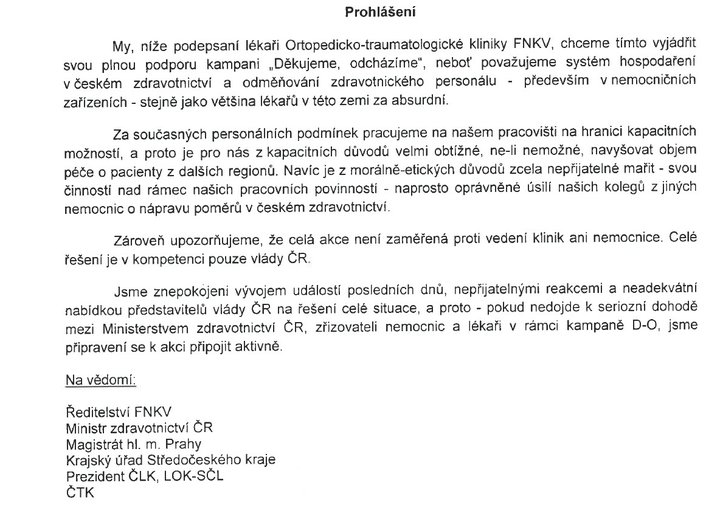 Prohlášení
My, níže podepsaní lékaři Ortopedicko-traumatologické kliniky FNKV, chceme tímto vyjádřit
svou plnou podporu kampani „Děkujeme, odcházíme“, neboť považujeme systém hospodaření
v českém zdravotnictví a odměňování zdravotnického personálu - především v nemocničních
zařízeních - stejně jako většina lékařů v této zemi za absurdní.
Za současných personálních podmínek pracujeme na našem pracovišti na hranici kapacitních
možností, a proto je pro nás z kapacitních důvodů velmi obtížné, ne-li nemožné, navyšovat objem
péče o pacienty z dalších regionů. Navíc je z morálně-etických důvodů zcela nepřijatelné mařit - svou
činností nad rámec našich pracovních povinností - naprosto oprávněné úsilí našich kolegů z jiných
nemocnic o nápravu poměrů v českém zdravotnictví.
Zároveň upozorňujeme, že celá akce není zaměřená proti vedení klinik ani nemocnice. Celé
řešení je v kompetenci pouze vlády ČR.
Jsme znepokojeni vývojem událostí posledních dnů, nepřijatelnými reakcemi a neadekvátní
nabídkou představitelů vlády ČR na řešení celé situace, a proto - pokud nedojde k seriozní dohodě
mezi Ministerstvem zdravotnictví ČR, zřizovateli nemocnic a lékaři v rámci kampaně D-O, jsme
připravení se k akci připojit aktivně.
Na vědomí:
Ředitelství FNKV
Ministr zdravotnictví ČR
Magistrát hl. m. Prahy
Krajský úřad Středočeského kraje
Prezident ČLK, LOK-SČL
ČTK